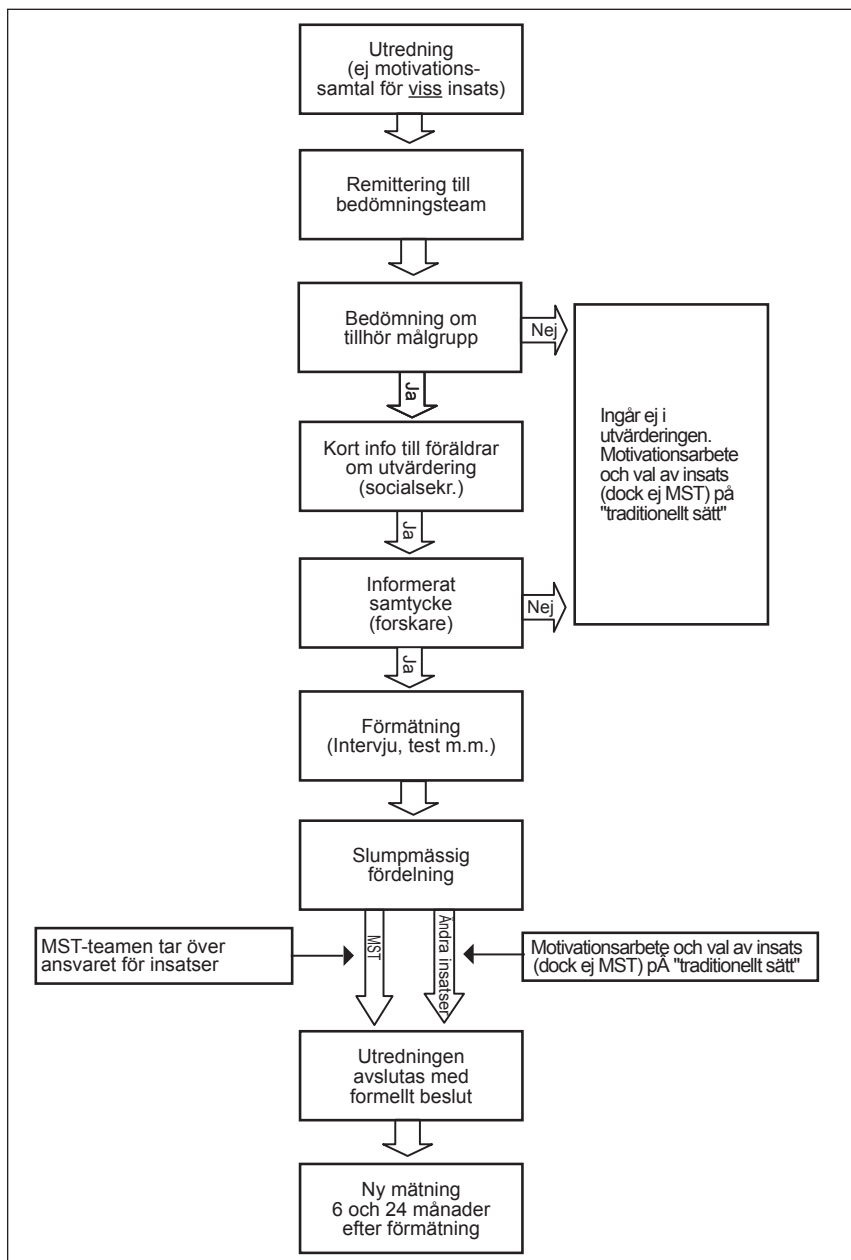 Utredning
(ej motivations-
samtal för viss insats)
Remittering till
bedömningsteam
Bedömning om
tillhör målgrupp
Nej
Ja
Ingår ej i
utvärderingen.
Motivationsarbete
och val av insats
(dock ej MST) på
"traditionellt sätt"
Kort info till föräldrar
om utvärdering
(socialsekr.)
Ja
Informerat
samtycke
(forskare)
Nej
Ja
Förmätning
(Intervju, test m.m.)
Slumpmässig
fördelning
MST
Ändra insatser
MST-teamen tar över
ansvaret för insatser
Motivationsarbete och val av insats
(dock ej MST) pÅ "traditionellt sätt"
Utredningen
avslutas med
formellt beslut
Ny mätning
6 och 24 månader
efter förmätning